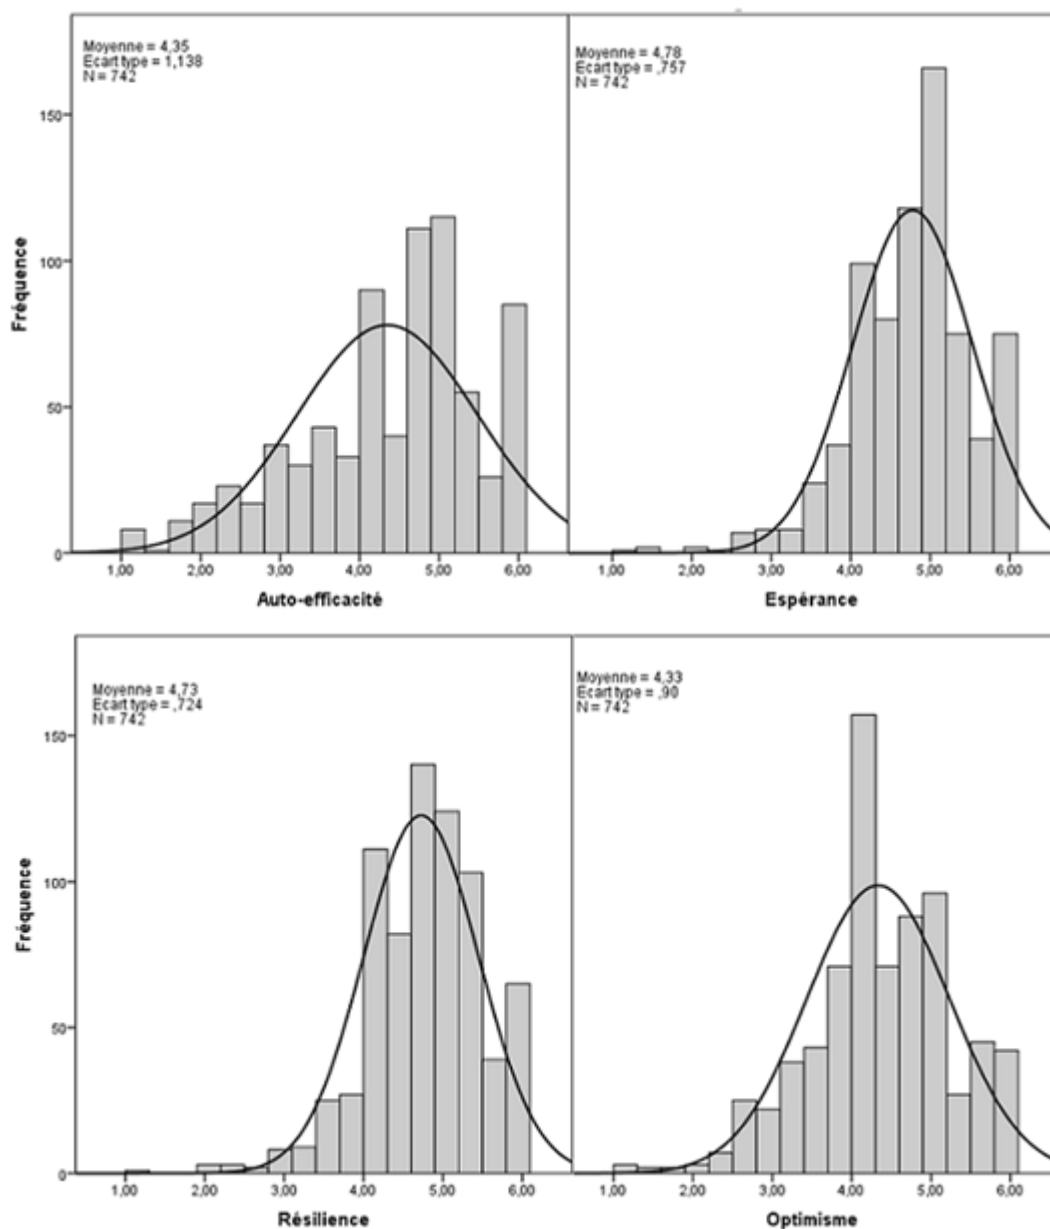 Moyenne = 4,35
Ecart type = 1,138
N = 742
Moyenne = 4,78
Ecart type = ,757
N = 742
150
100
50
0
Fréquence
1,00 2,00 3,00 4,00 5,00 6,00
1,00 2,00 3,00 4,00 5,00 6,00
Auto-efficacité
Espérance
Moyenne = 4,73
Ecart type = ,724
N = 742
Moyenne = 4,33
Ecart type = ,90
N = 742
150
100
50
0
Fréquence
1,00 2,00 3,00 4,00 5,00 6,00
1,00 2,00 3,00 4,00 5,00 6,00
Résilience
Optimisme